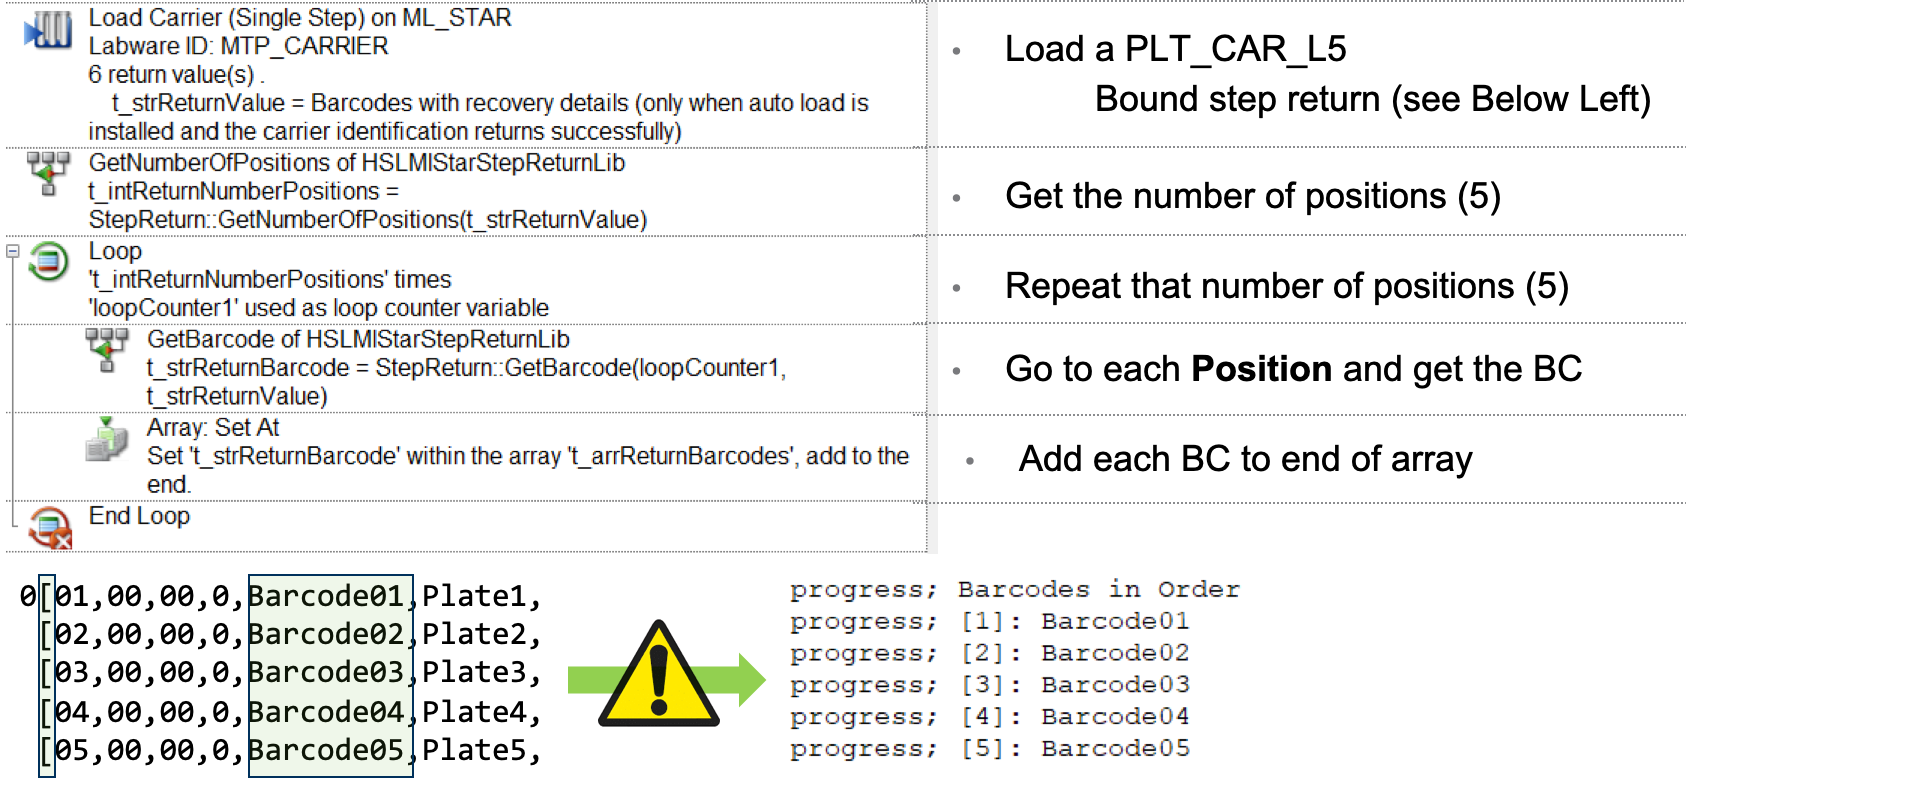 Load Carrier (Single Step) on ML_STAR
Labware ID: MTP_CARRIER
6 return value(s) .
t_strReturnValue = Barcodes with recovery details (only when auto load is
installed and the carrier identification returns successfully)
• Load a PLT_CAR_L5
Bound step return (see Below Left)
GetNumberOfPositions of HSLMlStarStepReturnLib
t_intReturnNumberPositions =
StepReturn::GetNumberOfPositions(t_strReturnValue)
• Get the number of positions (5)
Loop
't_intReturnNumberPositions' times
'loopCounter1' used as loop counter variable
• Repeat that number of positions (5)
GetBarcode of HSLMlStarStepReturnLib
t_strReturnBarcode = StepReturn::GetBarcode(loopCounter1,
t_strReturnValue)
• Go to each Position and get the BC
Array: Set At
Set 't_strReturnBarcode' within the array 't_arrReturnBarcodes', add to the
end.
• Add each BC to end of array
End Loop
0[01,00,00,0,Barcode01,Plate1,
[02,00,00,0,Barcode02,Plate2,
[03,00,00,0,Barcode03,Plate3,
[04,00,00,0,Barcode04,Plate4,
[05,00,00,0,Barcode05,Plate5,
progress; Barcodes in Order
progress; [1]: Barcode01
progress; [2]: Barcode02
progress; [3]: Barcode03
progress; [4]: Barcode04
progress; [5]: Barcode05